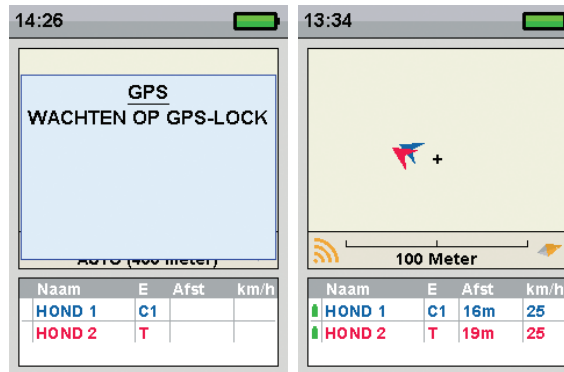 14:26
GPS
WACHTEN OP GPS-LOCK
AUTO (400 meter)
Naam E Afst km/h
HOND 1 C1
HOND 2 T
13:34
+
100 Meter
Naam E Afst km/h
HOND 1 C1 16m 25
HOND 2 T 19m 25